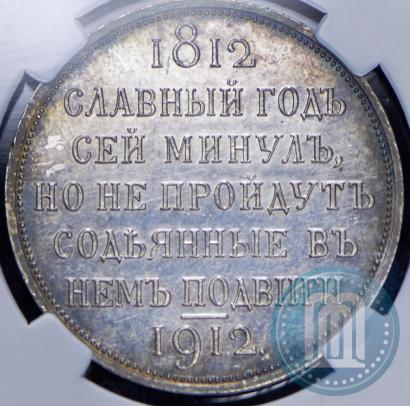 1812
СЛАВНЫЙ ГОДЪ
СЕЙ МИНУЛЪ,
НО НЕ ПРОЙДУТЪ
СОДѢЯННЫЕ ВЪ
НЕМЪ ПОДВИГИ
1912.